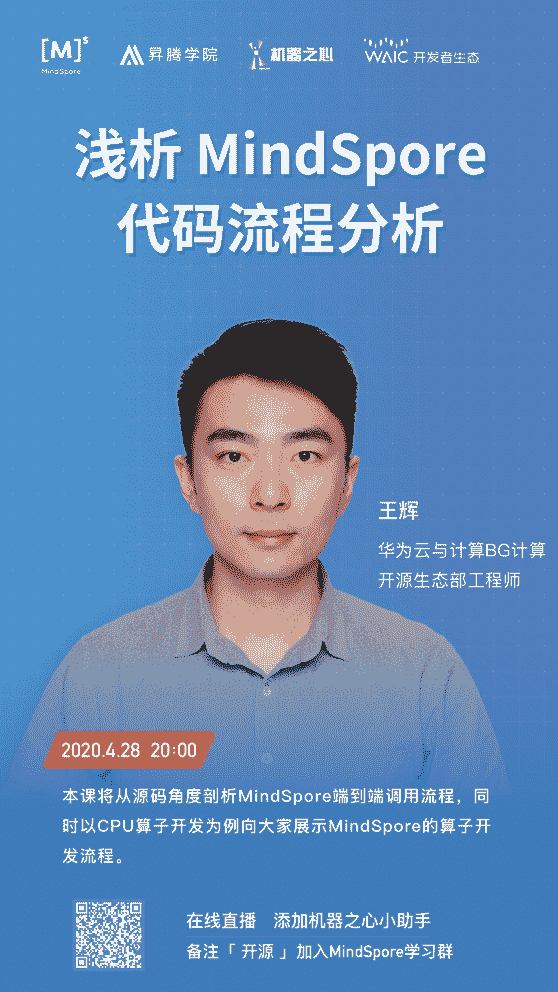 [M]s
MindSpore
昇腾学院
机器之心
WAIC 开发者生态
浅析 MindSpore
代码流程分析
王辉
华为云与计算BG计算
开源生态部工程师
2020.4.28 20:00
本课将从源码角度剖析MindSpore端到端调用流程，同
时以CPU算子开发为例向大家展示MindSpore的算子开
发流程。
在线直播 添加机器之心小助手
备注「 开源 」加入MindSpore学习群